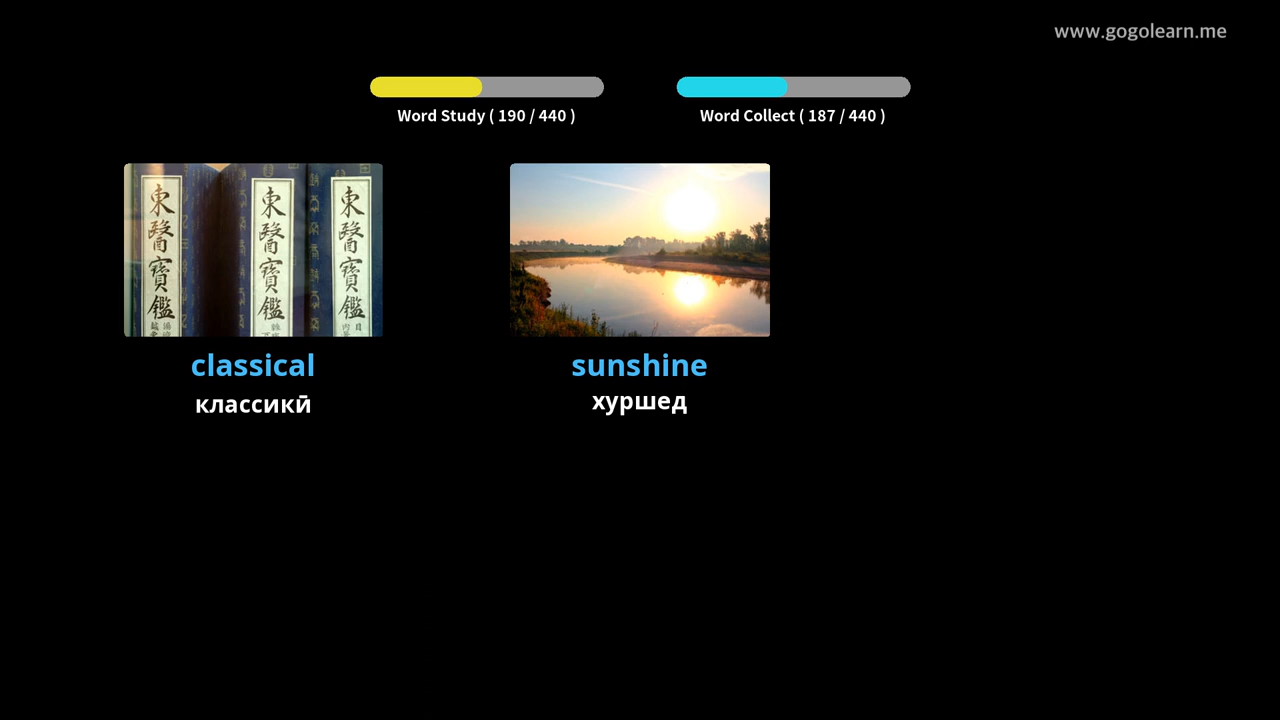 www.gogolearn.me
Word Study ( 190 / 440 )
Word Collect ( 187 / 440 )
東醫寶鑑
東醫寶鑑
東醫寶鑑
classical
классикӣ
sunshine
хуршед